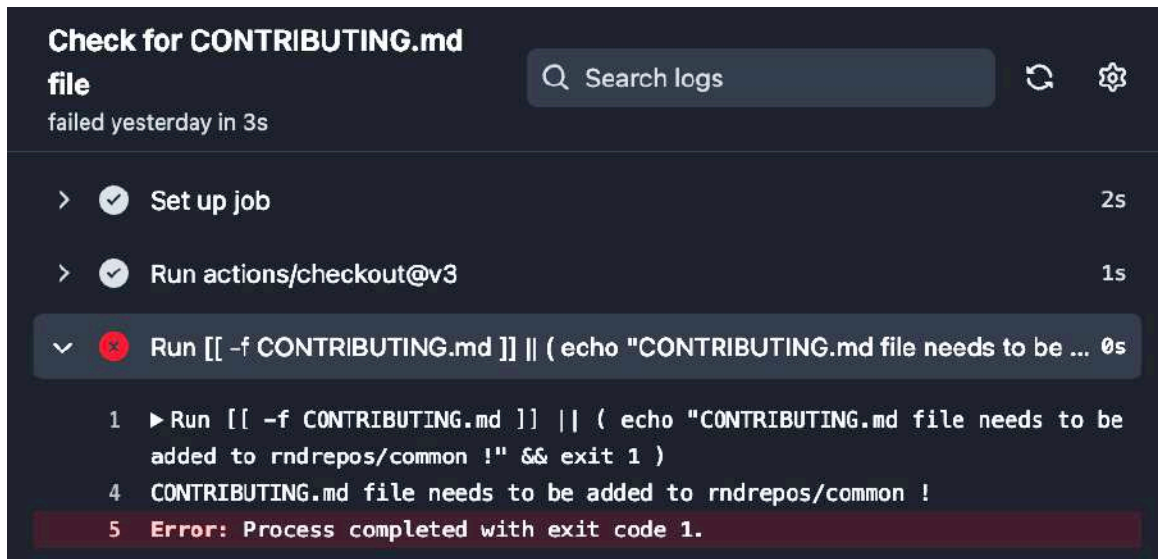 Check for CONTRIBUTING.md
file
Search logs
failed yesterday in 3s
Set up job 2s
Run actions/checkout@v3 1s
Run [[ -f CONTRIBUTING.md ]] || ( echo "CONTRIBUTING.md file needs to be ... 0s
1 ▶ Run [[ -f CONTRIBUTING.md ]] || ( echo "CONTRIBUTING.md file needs to be
added to rndrepos/common !" && exit 1 )
4 CONTRIBUTING.md file needs to be added to rndrepos/common !
5 Error: Process completed with exit code 1.